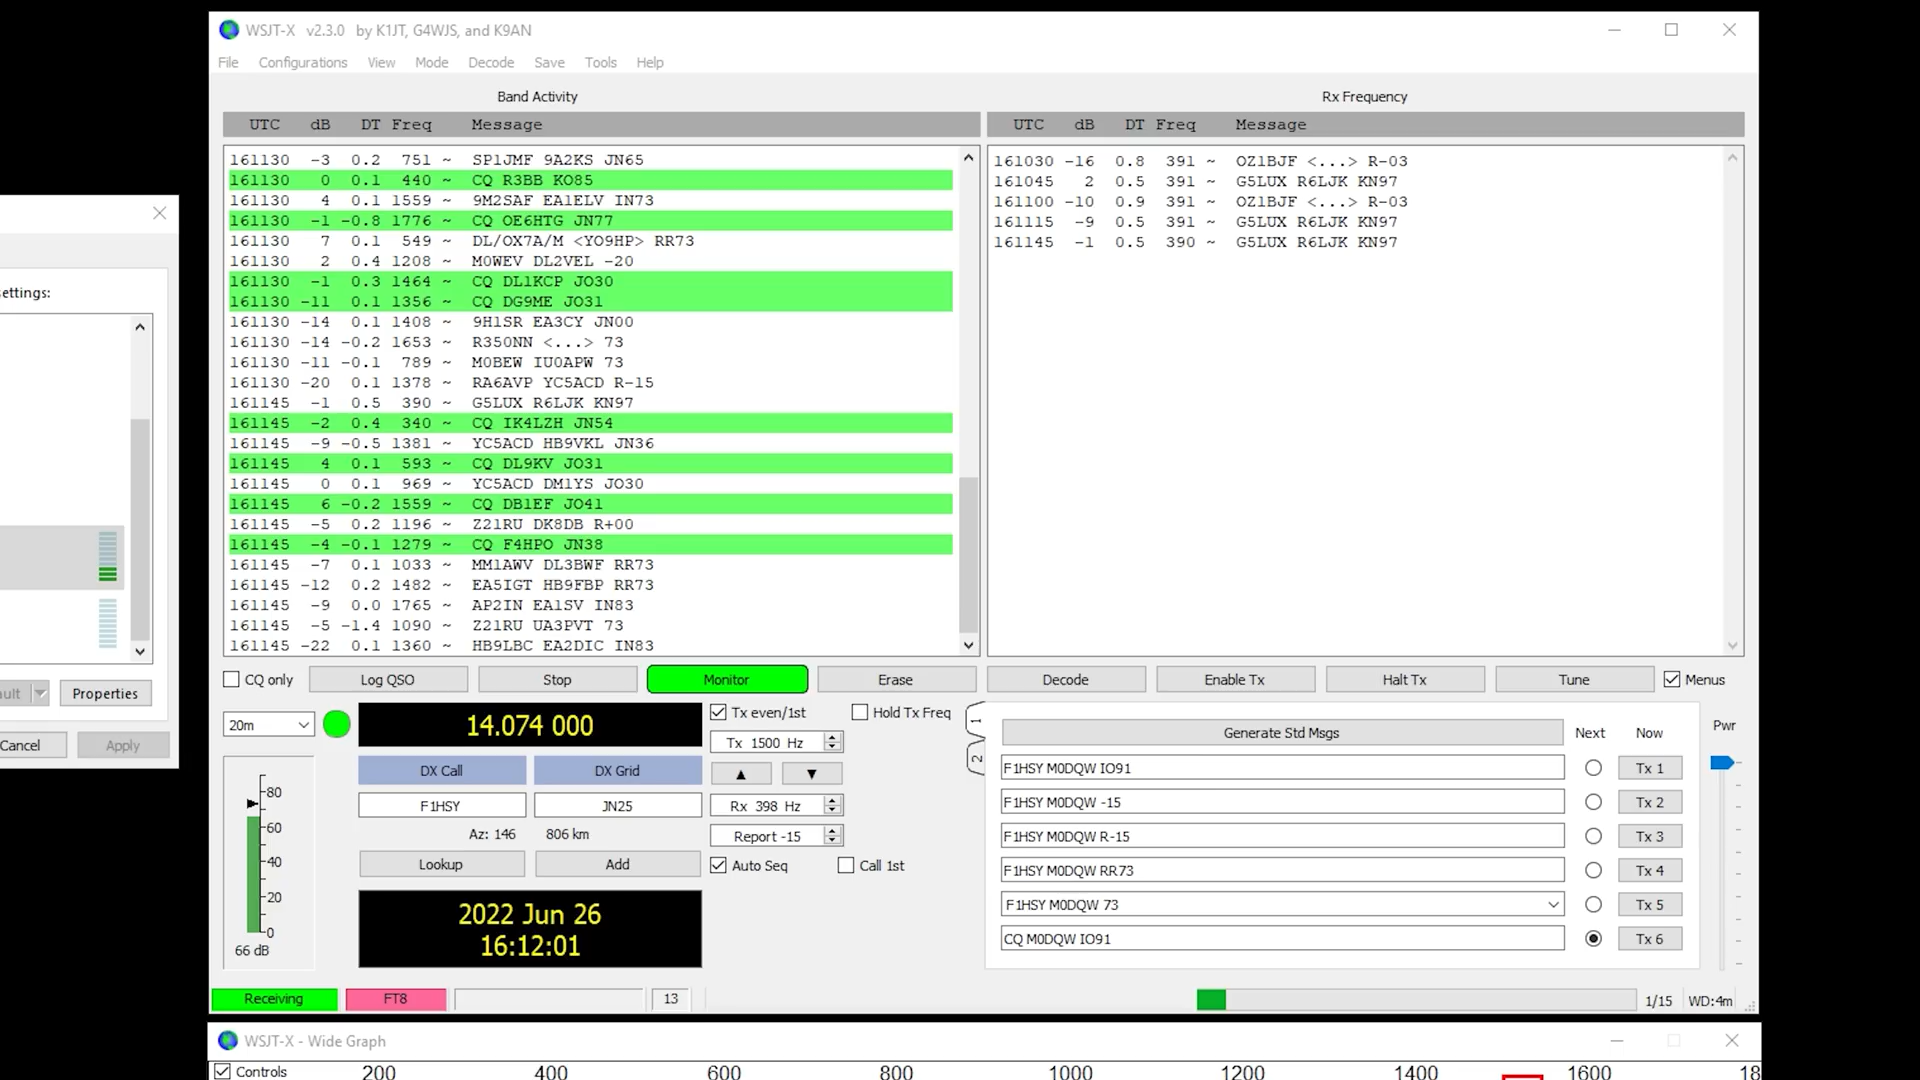 WSJT-X v2.3.0 by K1JT, G4WJS, and K9AN
File Configurations View Mode Decode Save Tools Help
Band Activity
UTC dB DT Freq Message
161130 -3 0.2 751 ~ SP1JMF 9A2KS JN65
161130 0 0.1 440 ~ CQ R3BB KO85
161130 4 0.1 1559 ~ 9M2SAF EA1ELV IN73
161130 -1 -0.8 1776 ~ CQ OE6HTG JN77
161130 7 0.1 549 ~ DL/OX7A/M <YO9HP> RR73
161130 2 0.4 1208 ~ M0WEV DL2VEL -20
161130 -1 0.3 1464 ~ CQ DL1KCP JO30
161130 -11 0.1 1356 ~ CQ DG9ME JO31
161130 -14 0.1 1408 ~ 9H1SR EA3CY JN00
161130 -14 -0.2 1653 ~ R350NN <...> 73
161130 -11 -0.1 789 ~ M0BEW IU0APW 73
161130 -20 0.1 1378 ~ RA6AVP YC5ACD R-15
161145 -1 0.5 390 ~ G5LUX R6LJK KN97
161145 -2 0.4 340 ~ CQ IK4LZH JN54
161145 -9 -0.5 1381 ~ YC5ACD HB9VKL JN36
161145 4 0.1 593 ~ CQ DL9KV JO31
161145 0 0.1 969 ~ YC5ACD DM1YS JO30
161145 6 -0.2 1559 ~ CQ DB1EF JO41
161145 -5 0.2 1196 ~ Z21RU DK8DB R+00
161145 -4 -0.1 1279 ~ CQ F4HPO JN38
161145 -7 0.1 1033 ~ MM1AWV DL3BWF RR73
161145 -12 0.2 1482 ~ EA5IGT HB9FBP RR73
161145 -9 0.0 1765 ~ AP2IN EA1SV IN83
161145 -5 -1.4 1090 ~ Z21RU UA3PVT 73
161145 -22 0.1 1360 ~ HB9LBC EA2DIC IN83
Rx Frequency
UTC dB DT Freq Message
161030 -16 0.8 391 ~ OZ1BJF <...> R-03
161045 2 0.5 391 ~ G5LUX R6LJK KN97
161100 -10 0.9 391 ~ OZ1BJF <...> R-03
161115 -9 0.5 391 ~ G5LUX R6LJK KN97
161145 -1 0.5 390 ~ G5LUX R6LJK KN97
ettings:
ault Properties
Cancel Apply
CQ only Log QSO Stop Monitor Erase Decode Enable Tx Halt Tx Tune Menus
20m
14.074 000
Tx even/1st Hold Tx Freq
Tx 1500 Hz
DX Call DX Grid
▲ ▼
F1HSY JN25
Rx 398 Hz
Az: 146 806 km
Report -15
Lookup Add
Auto Seq Call 1st
2022 Jun 26
16:12:01
80
60
40
20
0
66 dB
1
2
Generate Std Msgs Next Now Pwr
F1HSY M0DQW IO91 Tx 1
F1HSY M0DQW -15 Tx 2
F1HSY M0DQW R-15 Tx 3
F1HSY M0DQW RR73 Tx 4
F1HSY M0DQW 73 Tx 5
CQ M0DQW IO91 Tx 6
Receiving FT8 13 1/15 WD:4m
WSJT-X - Wide Graph
Controls 200 400 600 800 1000 1200 1400 1600 18